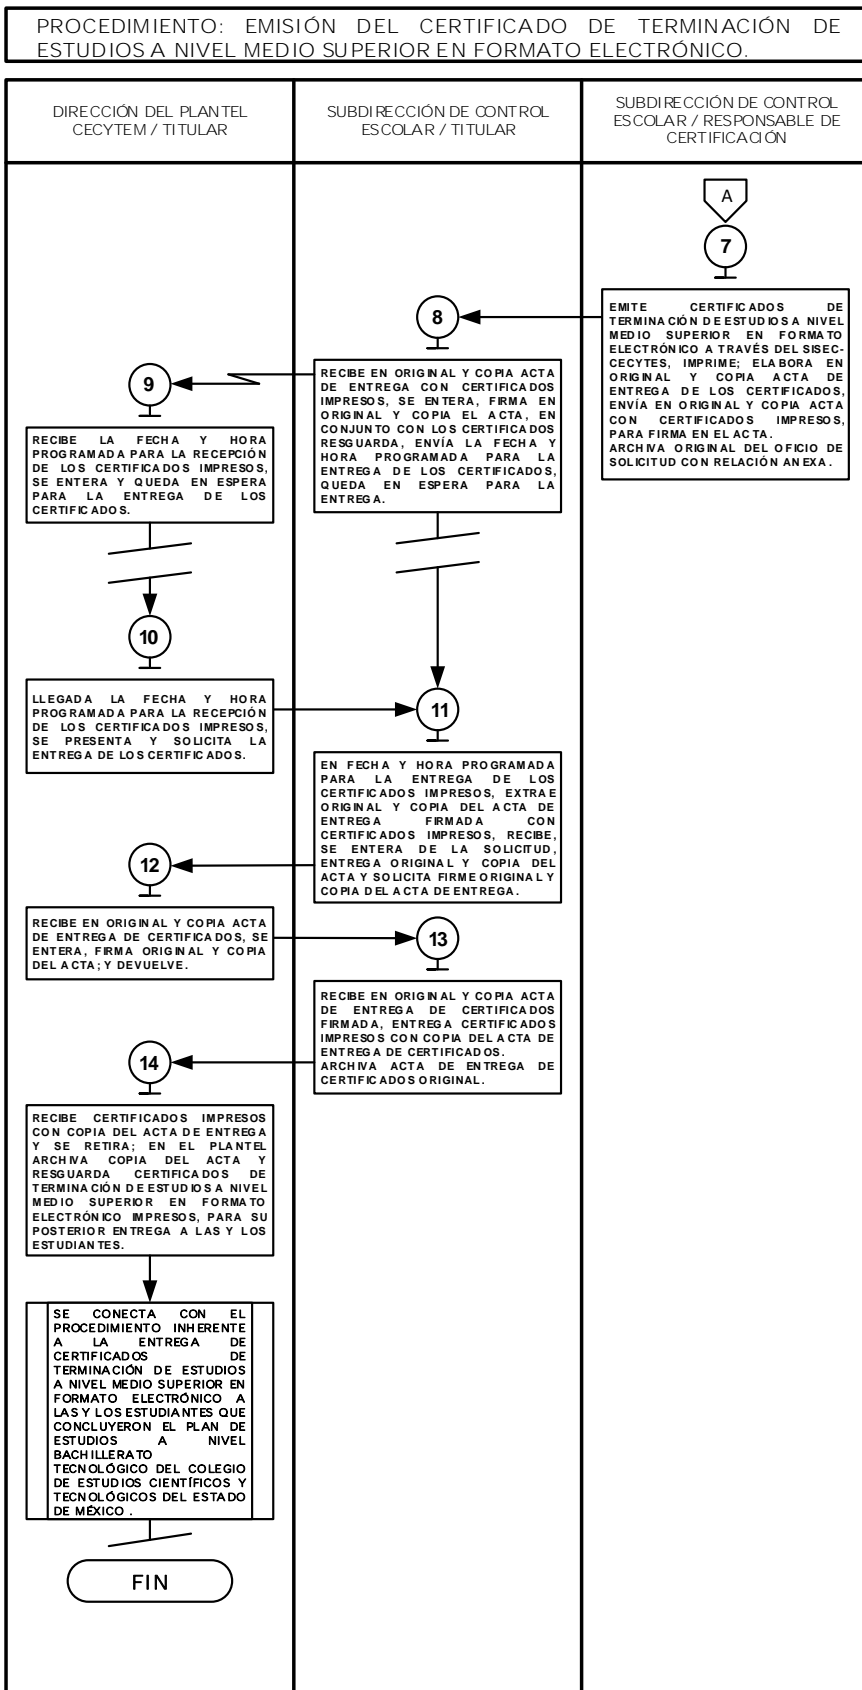 PROCEDIMIENTO: EMISIÓN DEL CERTIFICADO DE TERMINACIÓN DE
ESTUDIOS A NIVEL MEDIO SUPERIOR EN FORMATO ELECTRÓNICO.
DIRECCIÓN DEL PLANTEL
CECYTEM / TITULAR
SUBDIRECCIÓN DE CONTROL
ESCOLAR / TITULAR
SUBDIRECCIÓN DE CONTROL
ESCOLAR / RESPONSABLE DE
CERTIFICACIÓN
A
7
EMITE CERTIFICADOS DE
TERMINACIÓN DE ESTUDIOS A NIVEL
MEDIO SUPERIOR EN FORMATO
ELECTRÓNICO A TRAVÉS DEL SISEC-
CECYTES, IMPRIME; ELABORA EN
ORIGINAL Y COPIA ACTA DE
ENTREGA DE LOS CERTIFICADOS,
ENVÍA EN ORIGINAL Y COPIA ACTA
CON CERTIFICADOS IMPRESOS,
PARA FIRMA EN EL ACTA.
ARCHIVA ORIGINAL DEL OFICIO DE
SOLICITUD CON RELACIÓN ANEXA.
8
RECIBE EN ORIGINAL Y COPIA ACTA
DE ENTREGA CON CERTIFICADOS
IMPRESOS, SE ENTERA, FIRMA EN
ORIGINAL Y COPIA EL ACTA, EN
CONJUNTO CON LOS CERTIFICADOS
RESGUARDA, ENVÍA LA FECHA Y
HORA PROGRAMADA PARA LA
ENTREGA DE LOS CERTIFICADOS,
QUEDA EN ESPERA PARA LA
ENTREGA.
9
RECIBE LA FECHA Y HORA
PROGRAMADA PARA LA RECEPCIÓN
DE LOS CERTIFICADOS IMPRESOS,
SE ENTERA Y QUEDA EN ESPERA
PARA LA ENTREGA DE LOS
CERTIFICADOS.
10
LLEGADA LA FECHA Y HORA
PROGRAMADA PARA LA RECEPCIÓN
DE LOS CERTIFICADOS IMPRESOS,
SE PRESENTA Y SOLICITA LA
ENTREGA DE LOS CERTIFICADOS.
11
EN FECHA Y HORA PROGRAMADA
PARA LA ENTREGA DE LOS
CERTIFICADOS IMPRESOS, EXTRAE
ORIGINAL Y COPIA DEL ACTA DE
ENTREGA FIRMADA CON
CERTIFICADOS IMPRESOS, RECIBE,
SE ENTERA DE LA SOLICITUD,
ENTREGA ORIGINAL Y COPIA DEL
ACTA Y SOLICITA FIRME ORIGINAL Y
COPIA DEL ACTA DE ENTREGA.
12
RECIBE EN ORIGINAL Y COPIA ACTA
DE ENTREGA DE CERTIFICADOS, SE
ENTERA, FIRMA ORIGINAL Y COPIA
DEL ACTA; Y DEVUELVE.
13
RECIBE EN ORIGINAL Y COPIA ACTA
DE ENTREGA DE CERTIFICADOS
FIRMADA, ENTREGA CERTIFICADOS
IMPRESOS CON COPIA DEL ACTA DE
ENTREGA DE CERTIFICADOS.
ARCHIVA ACTA DE ENTREGA DE
CERTIFICADOS ORIGINAL.
14
RECIBE CERTIFICADOS IMPRESOS
CON COPIA DEL ACTA DE ENTREGA
Y SE RETIRA; EN EL PLANTEL
ARCHIVA COPIA DEL ACTA Y
RESGUARDA CERTIFICADOS DE
TERMINACIÓN DE ESTUDIOS A NIVEL
MEDIO SUPERIOR EN FORMATO
ELECTRÓNICO IMPRESOS, PARA SU
POSTERIOR ENTREGA A LAS Y LOS
ESTUDIANTES.
SE CONECTA CON EL
PROCEDIMIENTO INHERENTE
A LA ENTREGA DE
CERTIFICADOS DE
TERMINACIÓN DE ESTUDIOS
A NIVEL MEDIO SUPERIOR EN
FORMATO ELECTRÓNICO A
LAS Y LOS ESTUDIANTES QUE
CONCLUYERON EL PLAN DE
ESTUDIOS A NIVEL
BACHILLERATO
TECNOLÓGICO DEL COLEGIO
DE ESTUDIOS CIENTÍFICOS Y
TECNOLÓGICOS DEL ESTADO
DE MÉXICO .
FIN